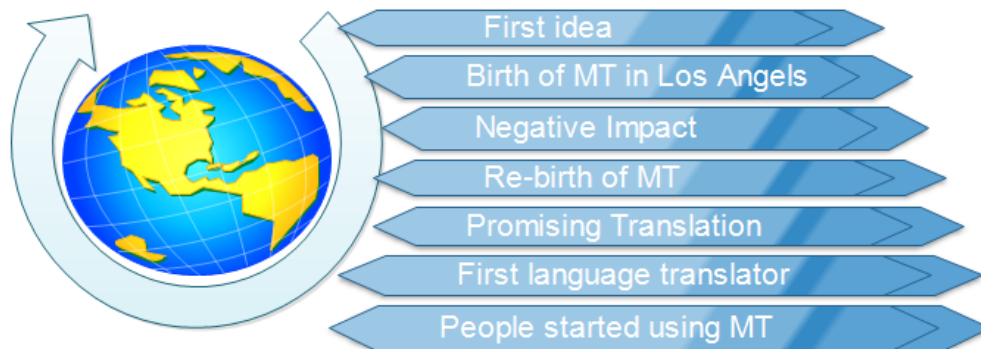 First idea
Birth of MT in Los Angels
Negative Impact
Re-birth of MT
Promising Translation
First language translator
People started using MT